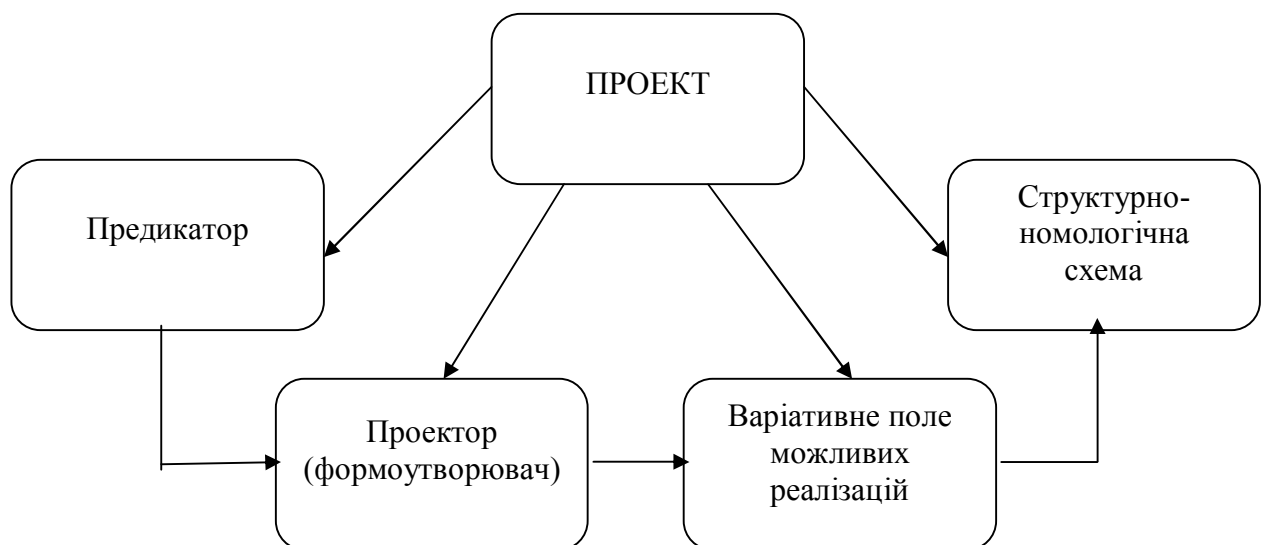 ПРОЕКТ
Предикатор
Структурно-
номологічна
схема
Проектор
(формоутворювач)
Варіативне поле
можливих
реалізацій